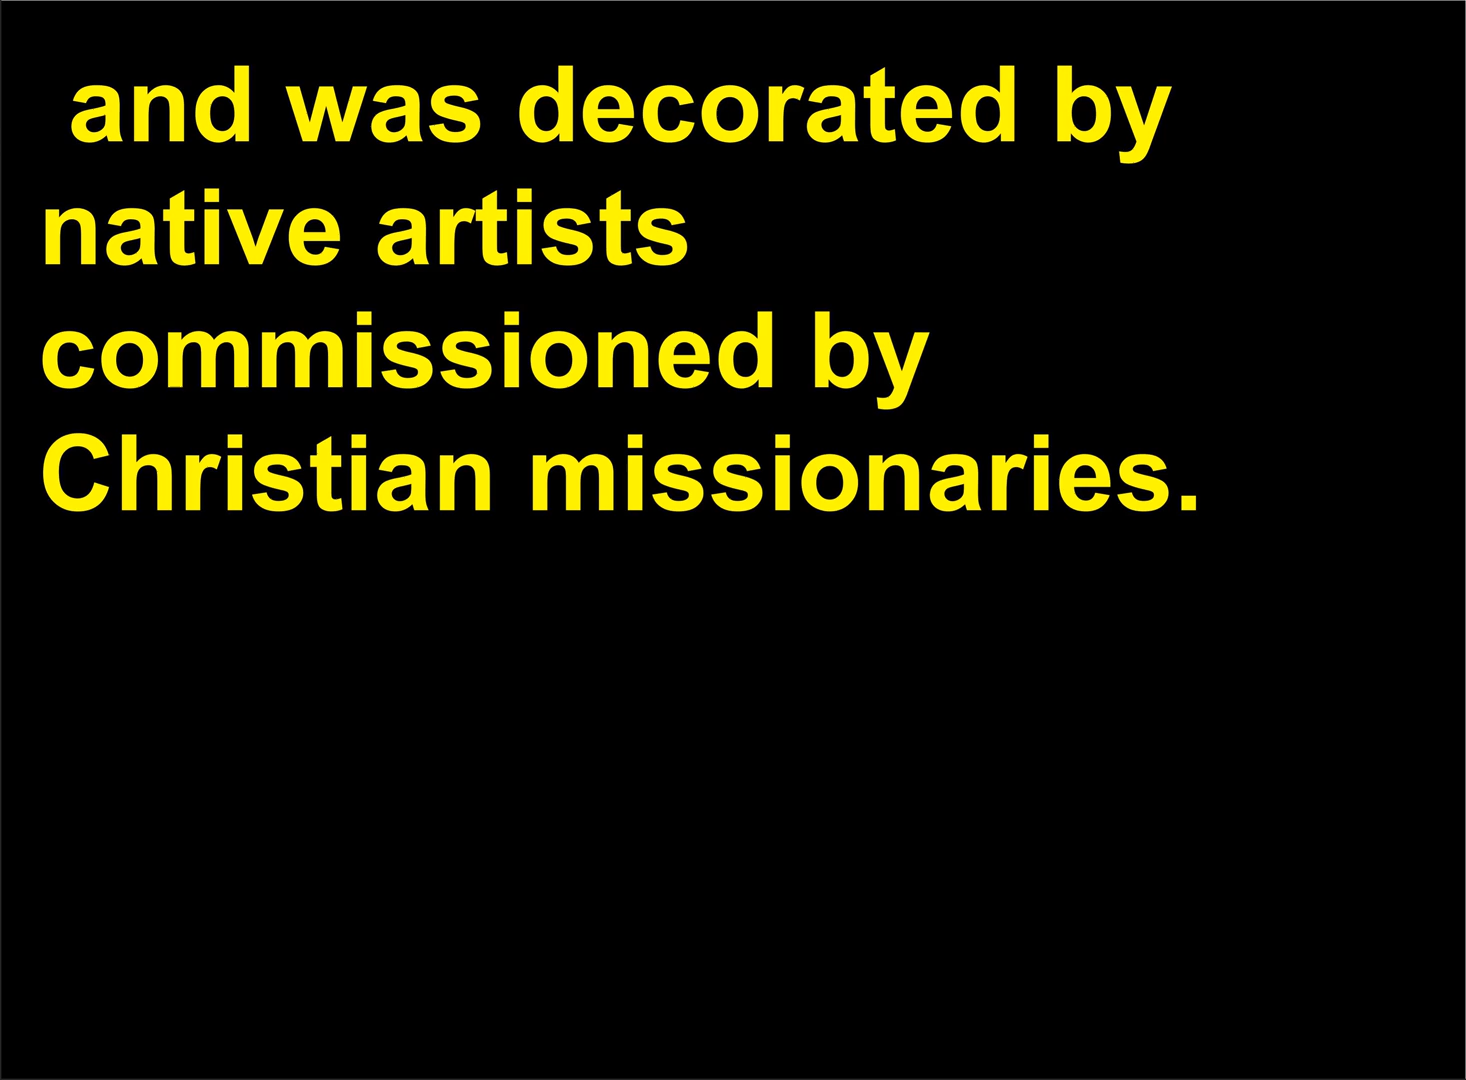 and was decorated by
native artists
commissioned by
Christian missionaries.